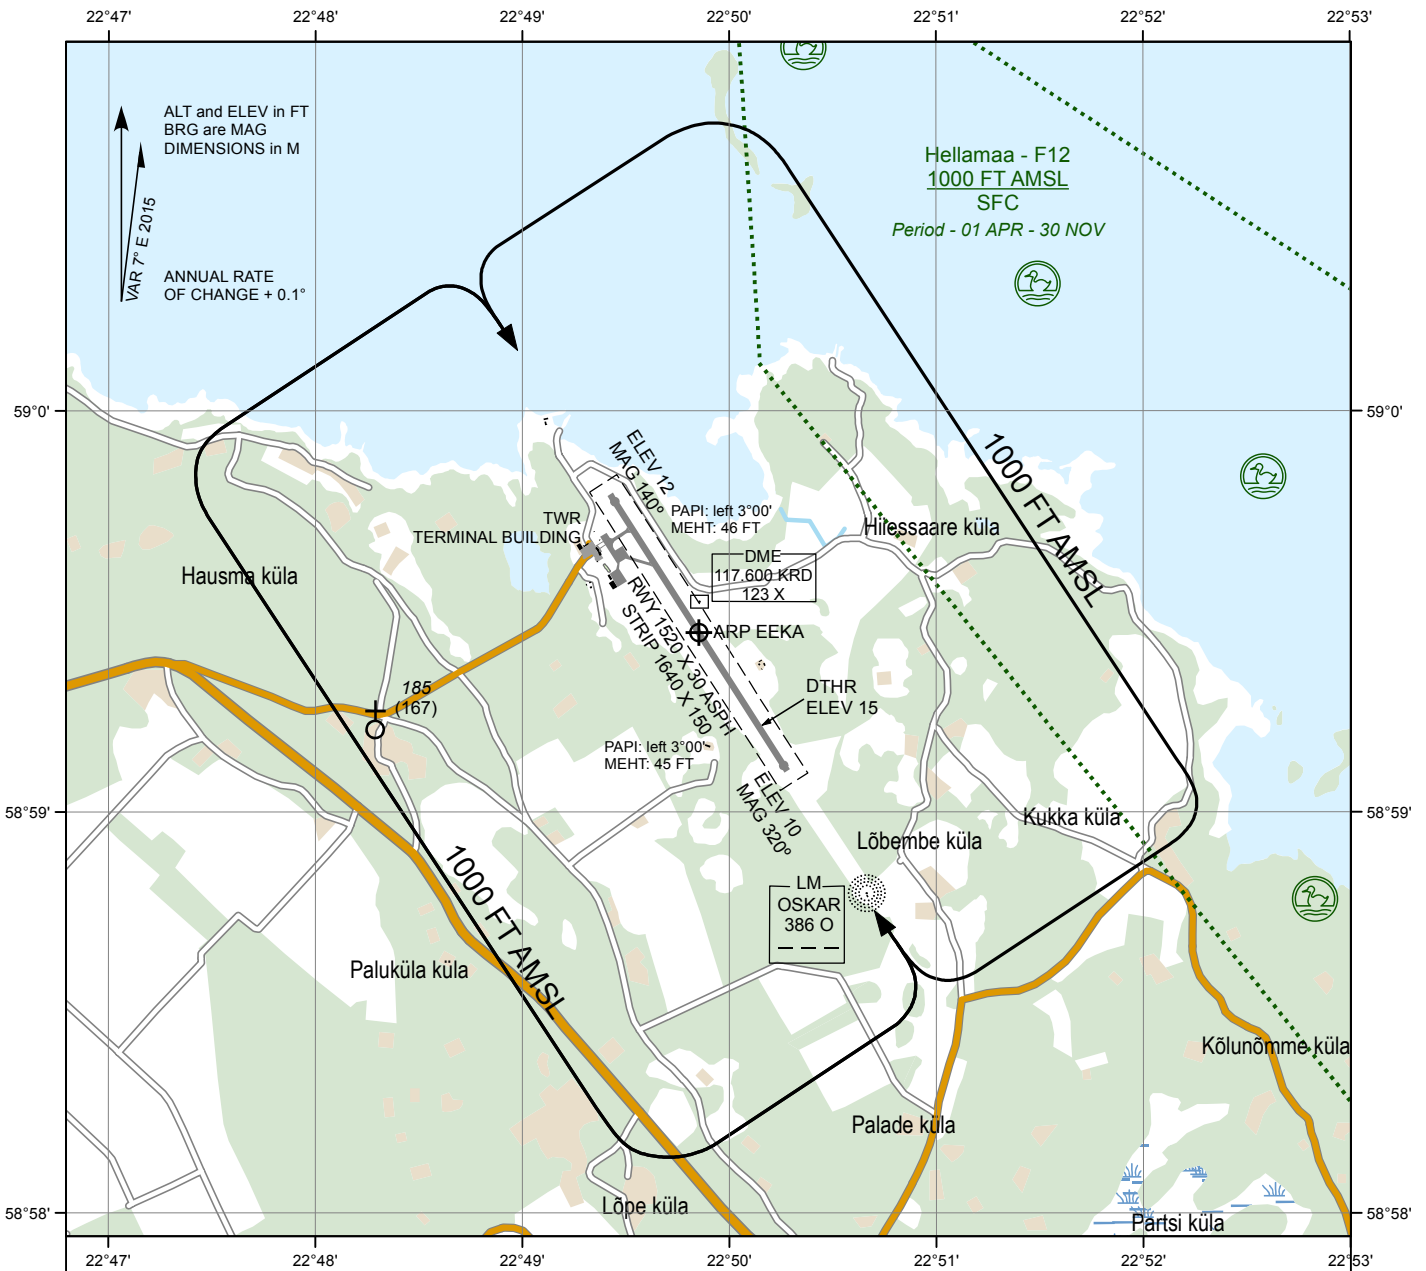 22°47'
22°48'
22°49'
22°50'
22°51'
22°52'
22°53'
ALT and ELEV in FT
BRG are MAG
DIMENSIONS in M
VAR 7° E 2015
ANNUAL RATE
OF CHANGE + 0.1°
Hellamaa - F12
1000 FT AMSL
SFC
Period - 01 APR - 30 NOV
59°0'
59°0'
1000 FT AMSL
ELEV 12
MAG 140º
PAPI: left 3°00'
MEHT: 46 FT
TWR
TERMINAL BUILDING
Hilessaare küla
DME
117.600 KRD
123 X
Hausma küla
RWY 1520 X 30 ASPH
STRIP 1640 X 150
ARP EEKA
185
(167)
DTHR
ELEV 15
PAPI: left 3°00'
MEHT: 45 FT
ELEV 10
MAG 320º
58°59'
58°59'
Kukka küla
Lõbembe küla
1000 FT AMSL
LM
OSKAR
386 O
Paluküla küla
Kõlunõmme küla
Palade küla
Lõpe küla
Partsi küla
58°58'
58°58'
22°47'
22°48'
22°49'
22°50'
22°51'
22°52'
22°53'